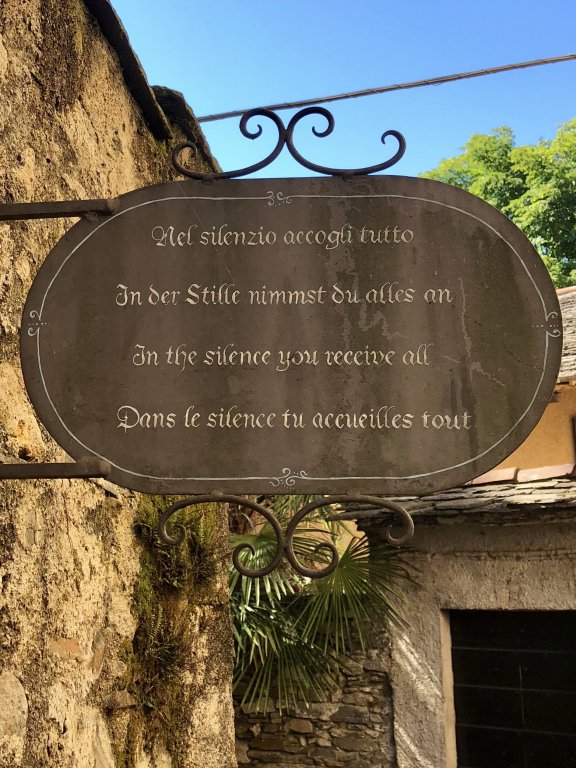 Nel silenzio accogli tutto
In der Stille nimmst du alles an
In the silence you receive all
Dans le silence tu accueilles tout